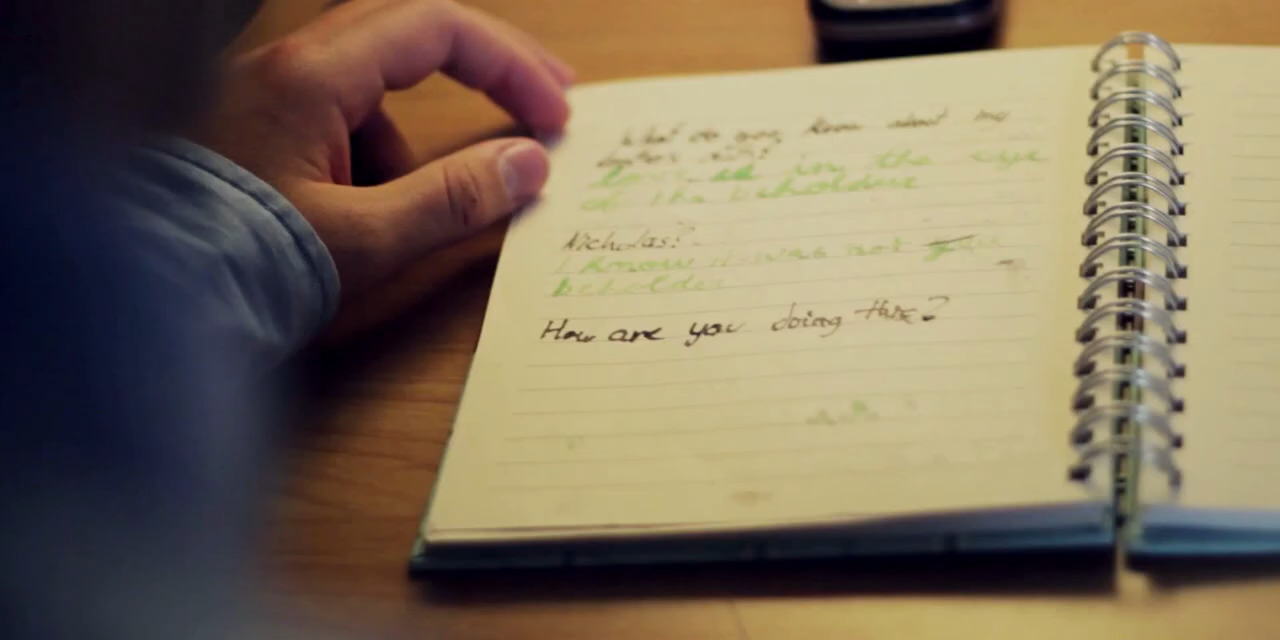 What do you know about my
in the eye
of the beholder
Nicholas?
I know it was not you
beholder
How are you doing this?